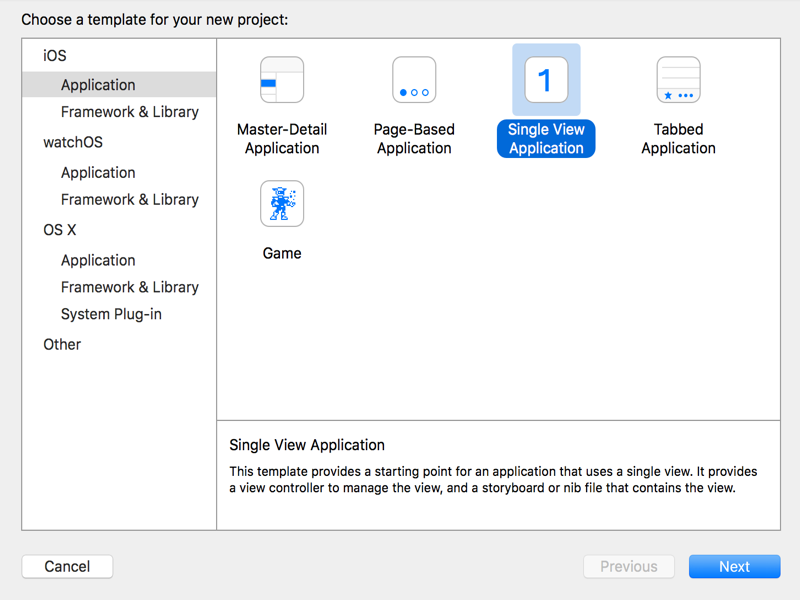 Choose a template for your new project:
iOS
Application
Framework & Library
watchOS
Application
Framework & Library
OS X
Application
Framework & Library
System Plug-in
Other
Master-Detail
Application
Page-Based
Application
1
Single View
Application
Tabbed
Application
Game
Single View Application
This template provides a starting point for an application that uses a single view. It provides
a view controller to manage the view, and a storyboard or nib file that contains the view.
Cancel
Previous
Next